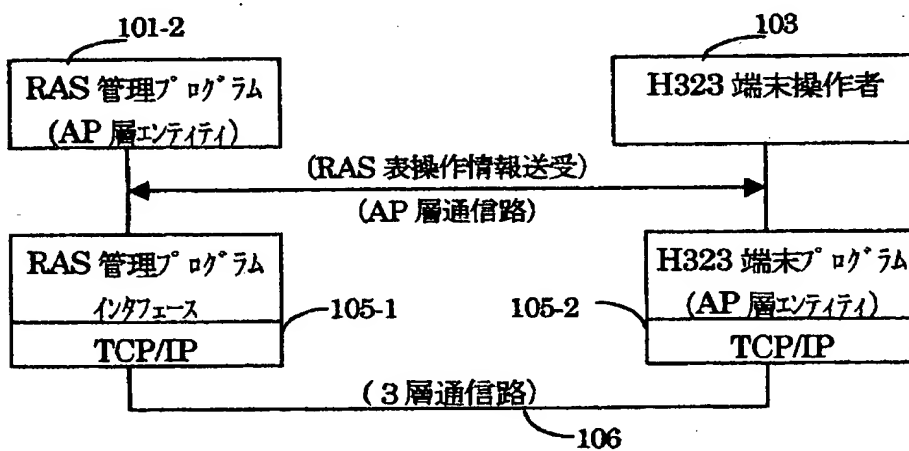 101-2
103
RAS 管理プログラム
(AP 層エンティティ)
H323 端末操作者
(RAS 表操作情報送受)
(AP 層通信路)
RAS 管理プログラム
インタフェース
TCP/IP
105-1
105-2
H323 端末プログラム
(AP 層エンティティ)
TCP/IP
(3層通信路)
106